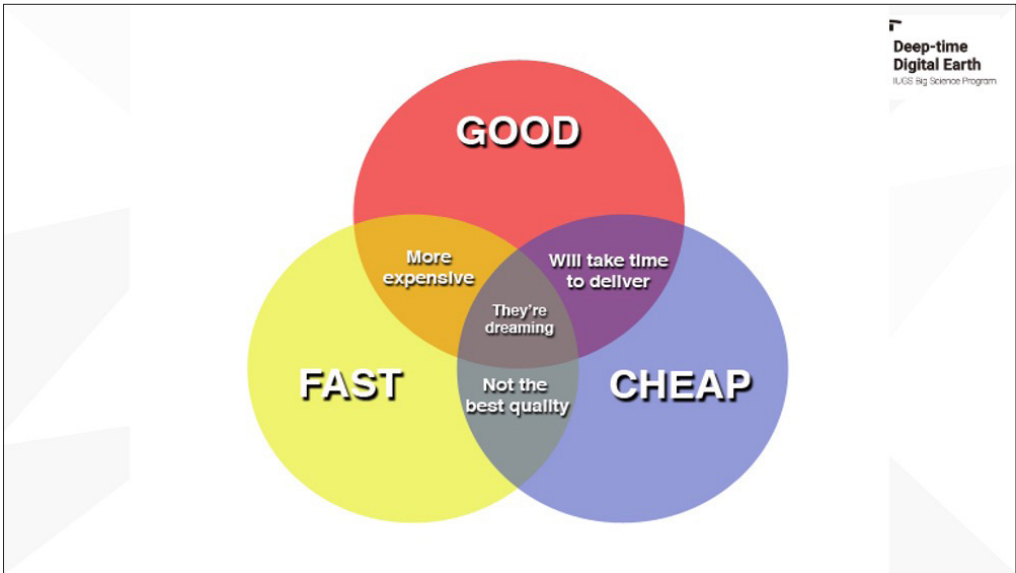 Deep-time
Digital Earth
IUGS Big Science Program
GOOD
More
expensive
Will take time
to deliver
They're
dreaming
FAST
Not the
best quality
CHEAP